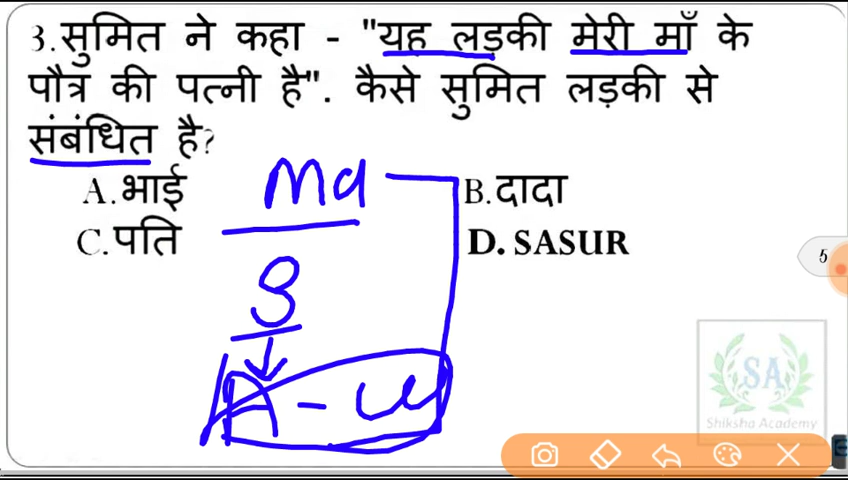 3.सुमित ने कहा - "यह लड़की मेरी माँ के
पौत्र की पत्नी है". कैसे सुमित लड़की से
संबंधित है?
A.भाई
B.दादा
C.पति
D. SASUR
Ma
S
A - w
5
SA
Shiksha Academy